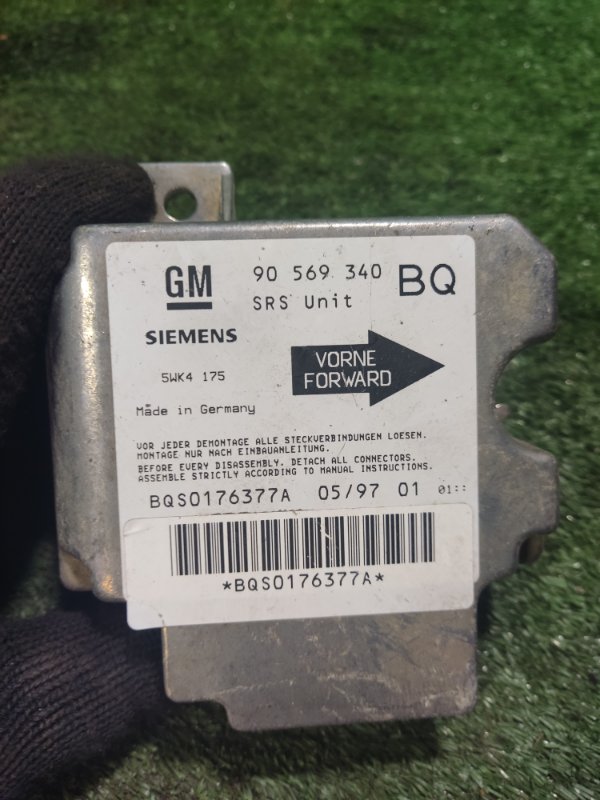 GM 90 569 340 BQ
SRS Unit
SIEMENS
5WK4 175
VORNE
FORWARD
Made in Germany
VOR JEDER DEMONTAGE ALLE STECKVERBINDUNGEN LOESEN.
MONTAGE NUR NACH EINBAUANLEITUNG.
BEFORE EVERY DISASSEMBLY. DETACH ALL CONNECTORS.
ASSEMBLE STRICTLY ACCORDING TO MANUAL INSTRUCTIONS.
BQS0176377A 05/97 01 01::
*BQS0176377A*